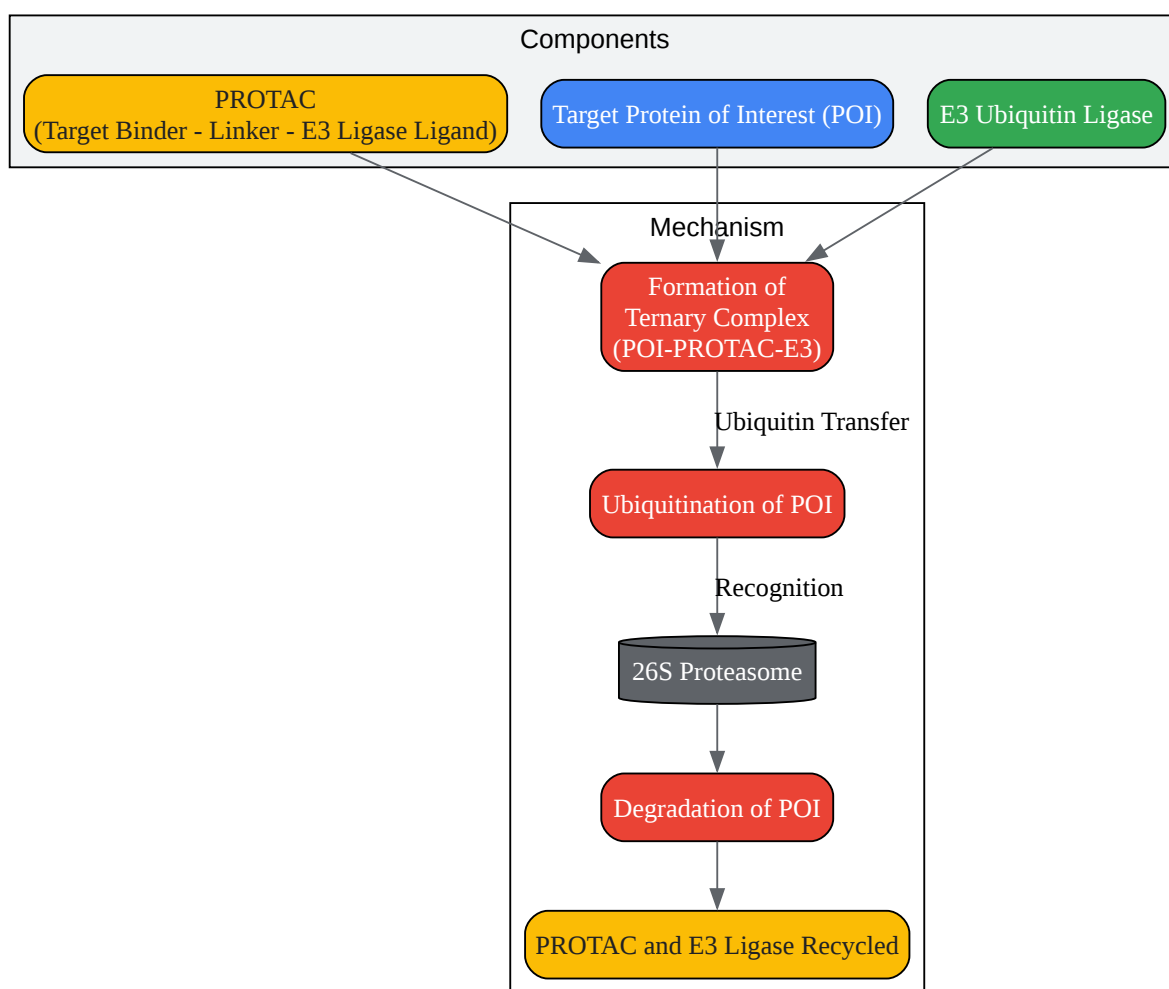 Components
PROTAC
(Target Binder - Linker - E3 Ligase Ligand)
Target Protein of Interest (POI)
E3 Ubiquitin Ligase
Mechanism
Formation of
Ternary Complex
(POI-PROTAC-E3)
Ubiquitin Transfer
Ubiquitination of POI
Recognition
26S Proteasome
Degradation of POI
PROTAC and E3 Ligase Recycled